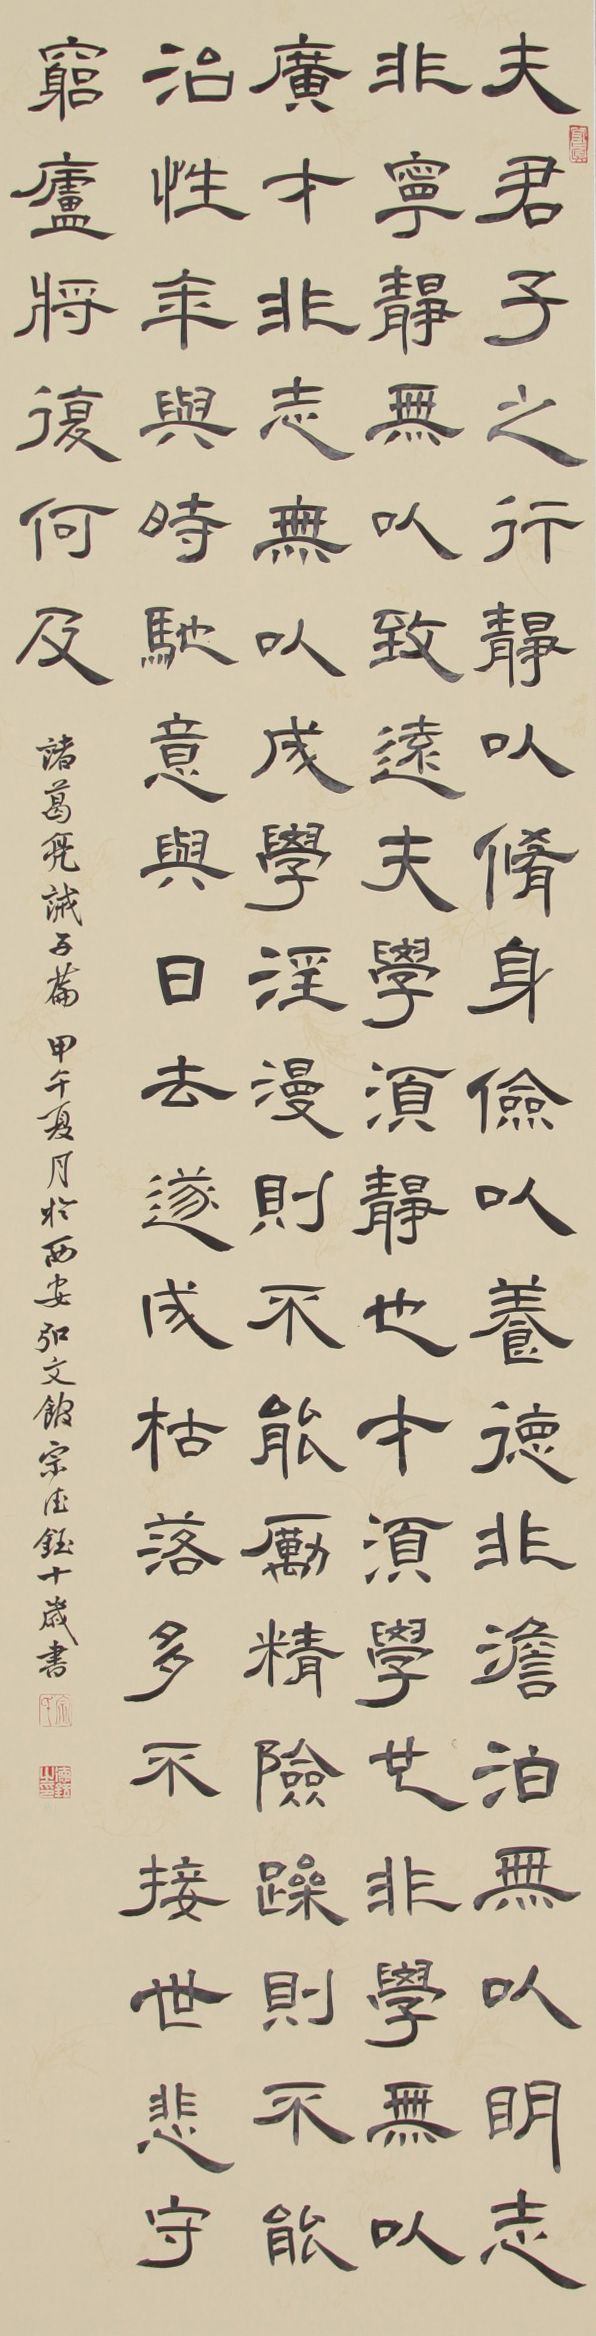 夫君子之行靜以脩身儉以養德非澹泊無以明志
非寧靜無以致遠夫學須靜也才須學也非學無以
廣才非志無以成學淫漫則不能勵精險躁則不能
治性年與時馳意與日去遂成枯落多不接世悲守
窮廬將復何及
諸葛亮誡子篇 甲午夏月於西安弘文館宗德鈺十歲書